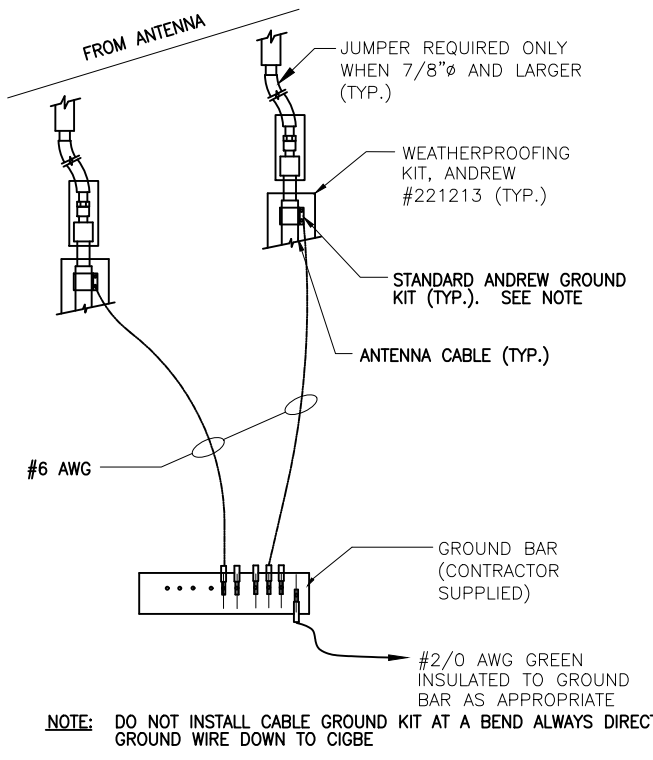 FROM ANTENNA
JUMPER REQUIRED ONLY
WHEN 7/8"ø AND LARGER
(TYP.)
WEATHERPROOFING
KIT, ANDREW
#221213 (TYP.)
STANDARD ANDREW GROUND
KIT (TYP.). SEE NOTE
ANTENNA CABLE (TYP.)
#6 AWG
GROUND BAR
(CONTRACTOR
SUPPLIED)
#2/0 AWG GREEN
INSULATED TO GROUND
BAR AS APPROPRIATE
NOTE: DO NOT INSTALL CABLE GROUND KIT AT A BEND ALWAYS DIRECT
GROUND WIRE DOWN TO CIGBE